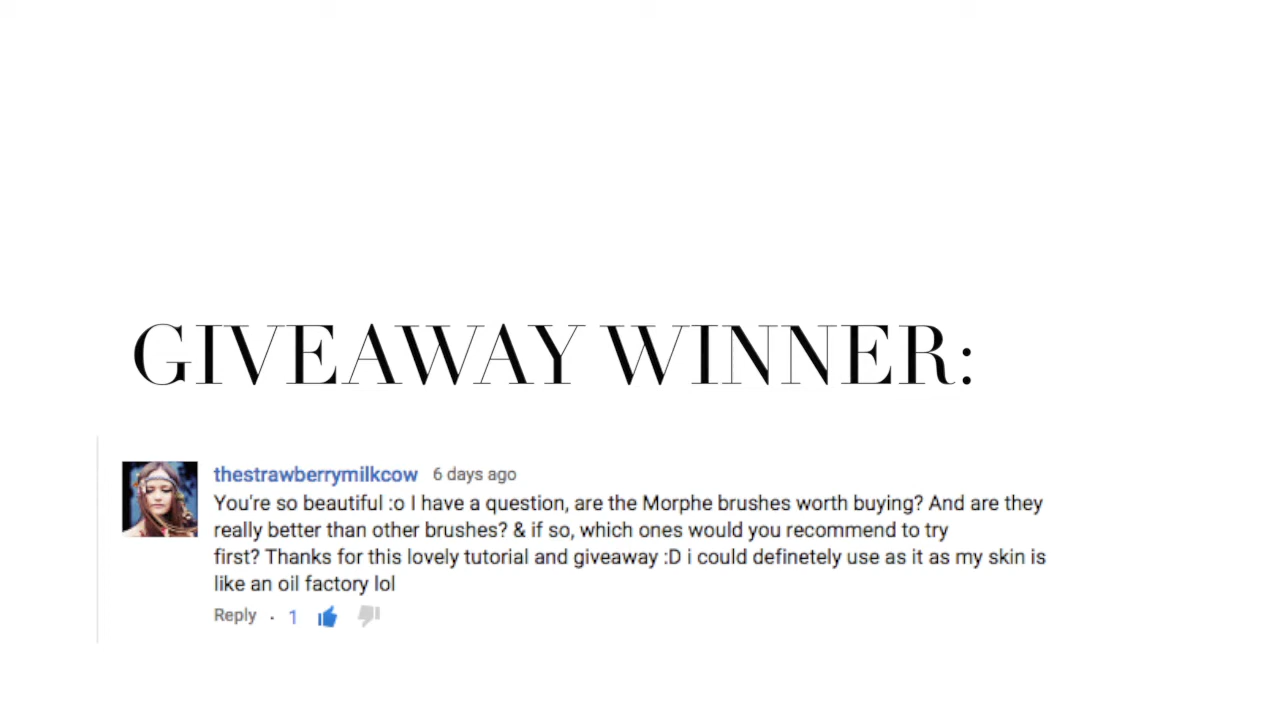 GIVEAWAY WINNER:
thestrawberrymilkcow 6 days ago
You're so beautiful :o I have a question, are the Morphe brushes worth buying? And are they
really better than other brushes? & if so, which ones would you recommend to try
first? Thanks for this lovely tutorial and giveaway :D i could definetely use as it as my skin is
like an oil factory lol
Reply · 1